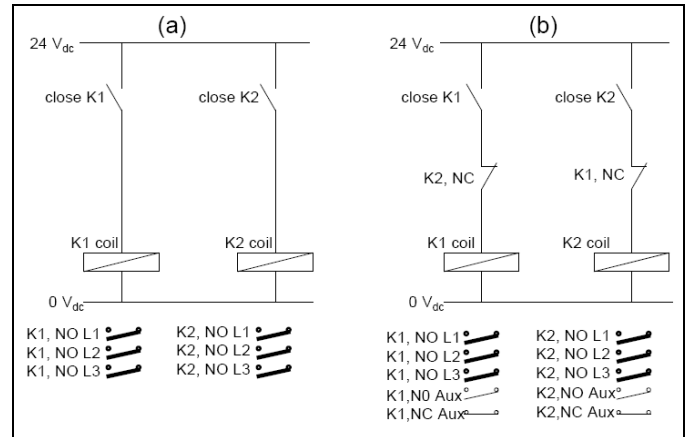 (a)
24 Vdc
close K1
close K2
K1 coil
K2 coil
0 Vdc
K1, NO L1
K1, NO L2
K1, NO L3
K2, NO L1
K2, NO L2
K2, NO L3
(b)
24 Vdc
close K1
close K2
K2, NC
K1, NC
K1 coil
K2 coil
0 Vdc
K1, NO L1
K1, NO L2
K1, NO L3
K1,N0 Aux
K1,NC Aux
K2, NO L1
K2, NO L2
K2, NO L3
K2,NO Aux
K2,NC Aux